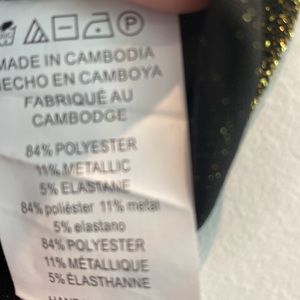 MADE IN CAMBODIA
HECHO EN CAMBOYA
FABRIQUÉ AU
CAMBODGE
84% POLYESTER
11% METALLIC
5% ELASTANE
84% poliéster 11% metal
5% elastano
84% POLYESTER
11% MÉTALLIQUE
5% ÉLASTHANNE